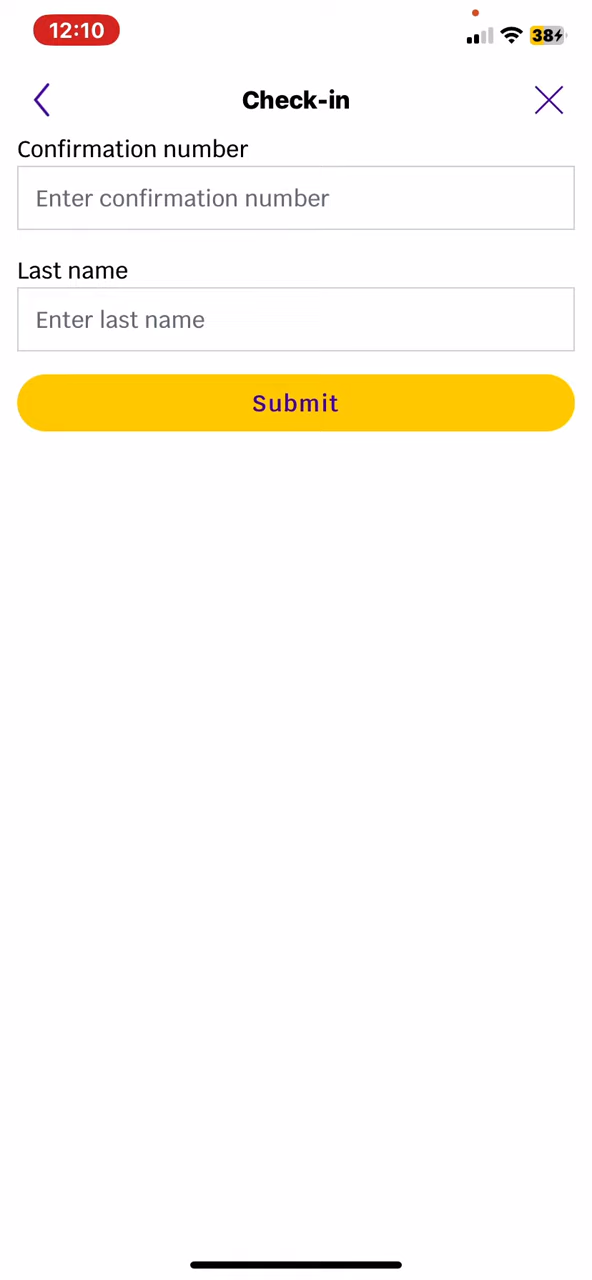 12:10
38
Check-in
Confirmation number
Enter confirmation number
Last name
Enter last name
Submit